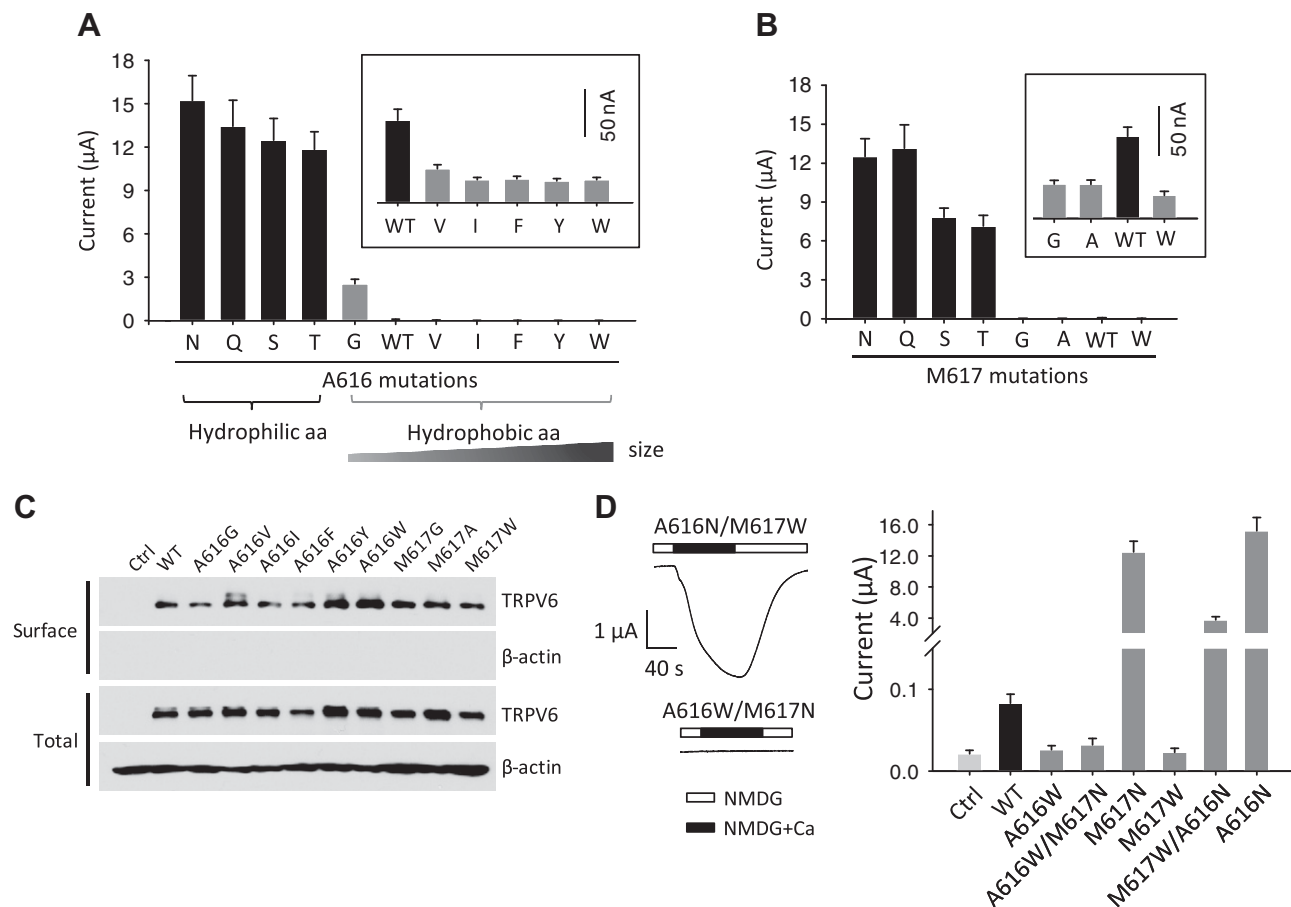 A
18
15
12
9
6
3
0
Current (µA)
50 nA
WT V I F Y W
N Q S T G WT V I F Y W
A616 mutations
Hydrophilic aa
Hydrophobic aa
size
B
18
15
12
9
6
3
0
Current (µA)
50 nA
G A WT W
N Q S T G A WT W
M617 mutations
C
Ctrl WT A616G A616V A616I A616F A616Y A616W M617G M617A M617W
Surface
TRPV6
β-actin
Total
TRPV6
β-actin
D
A616N/M617W
1 µA
40 s
A616W/M617N
NMDG
NMDG+Ca
Current (µA)
16.0
12.0
8.0
4.0
0.1
0.0
Ctrl WT A616W A616W/M617N M617N M617W M617W/A616N A616N